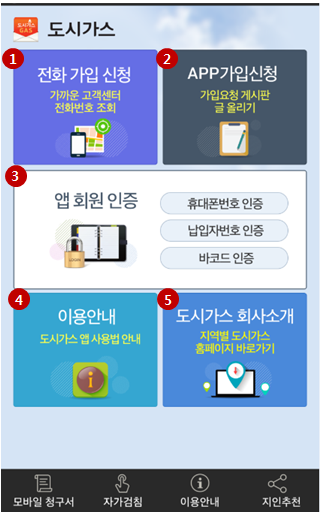 도시가스
GAS
도시가스
1
전화 가입 신청
가까운 고객센터
전화번호 조회
2
APP가입신청
가입요청 게시판
글 올리기
3
앱 회원 인증
휴대폰번호 인증
납입자번호 인증
바코드 인증
4
이용안내
도시가스 앱 사용법 안내
5
도시가스 회사소개
지역별 도시가스
홈페이지 바로가기
모바일 청구서
자가검침
이용안내
지인추천